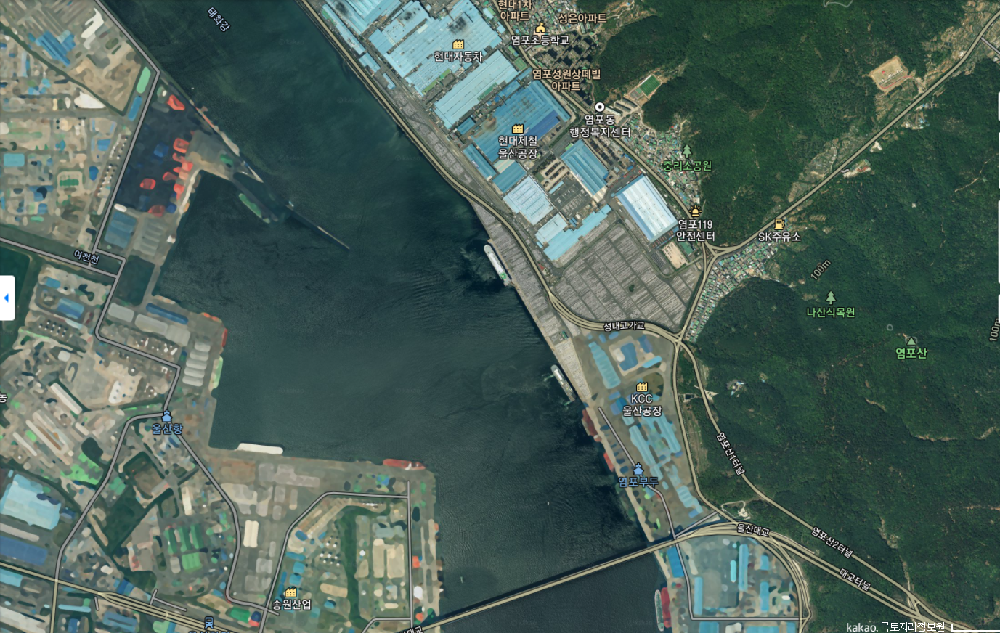 현대1차
아파트
성은아파트
태화강
염포초등학교
현대자동차
염포성원상떼빌
아파트
염포동
행정복지센터
현대제철
울산공장
중리소공원
염포119
안전센터
SK주유소
여천천
100m
나산식목원
성내고가교
100m
염포산
KCC
울산공장
울산항
염포산1터널
염포부두
울산대교
염포산2터널
대교터널
송원산업
kakao, 국토지리정보원